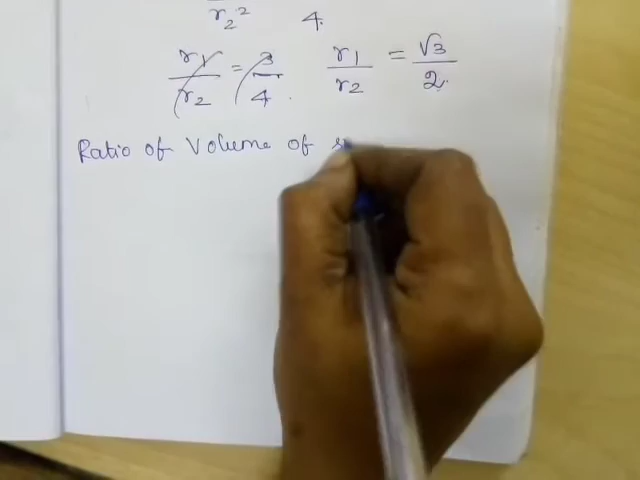 r₂² 4
r1/r2 = 3/4 r1/r2 = √3/2
Ratio of Volume of